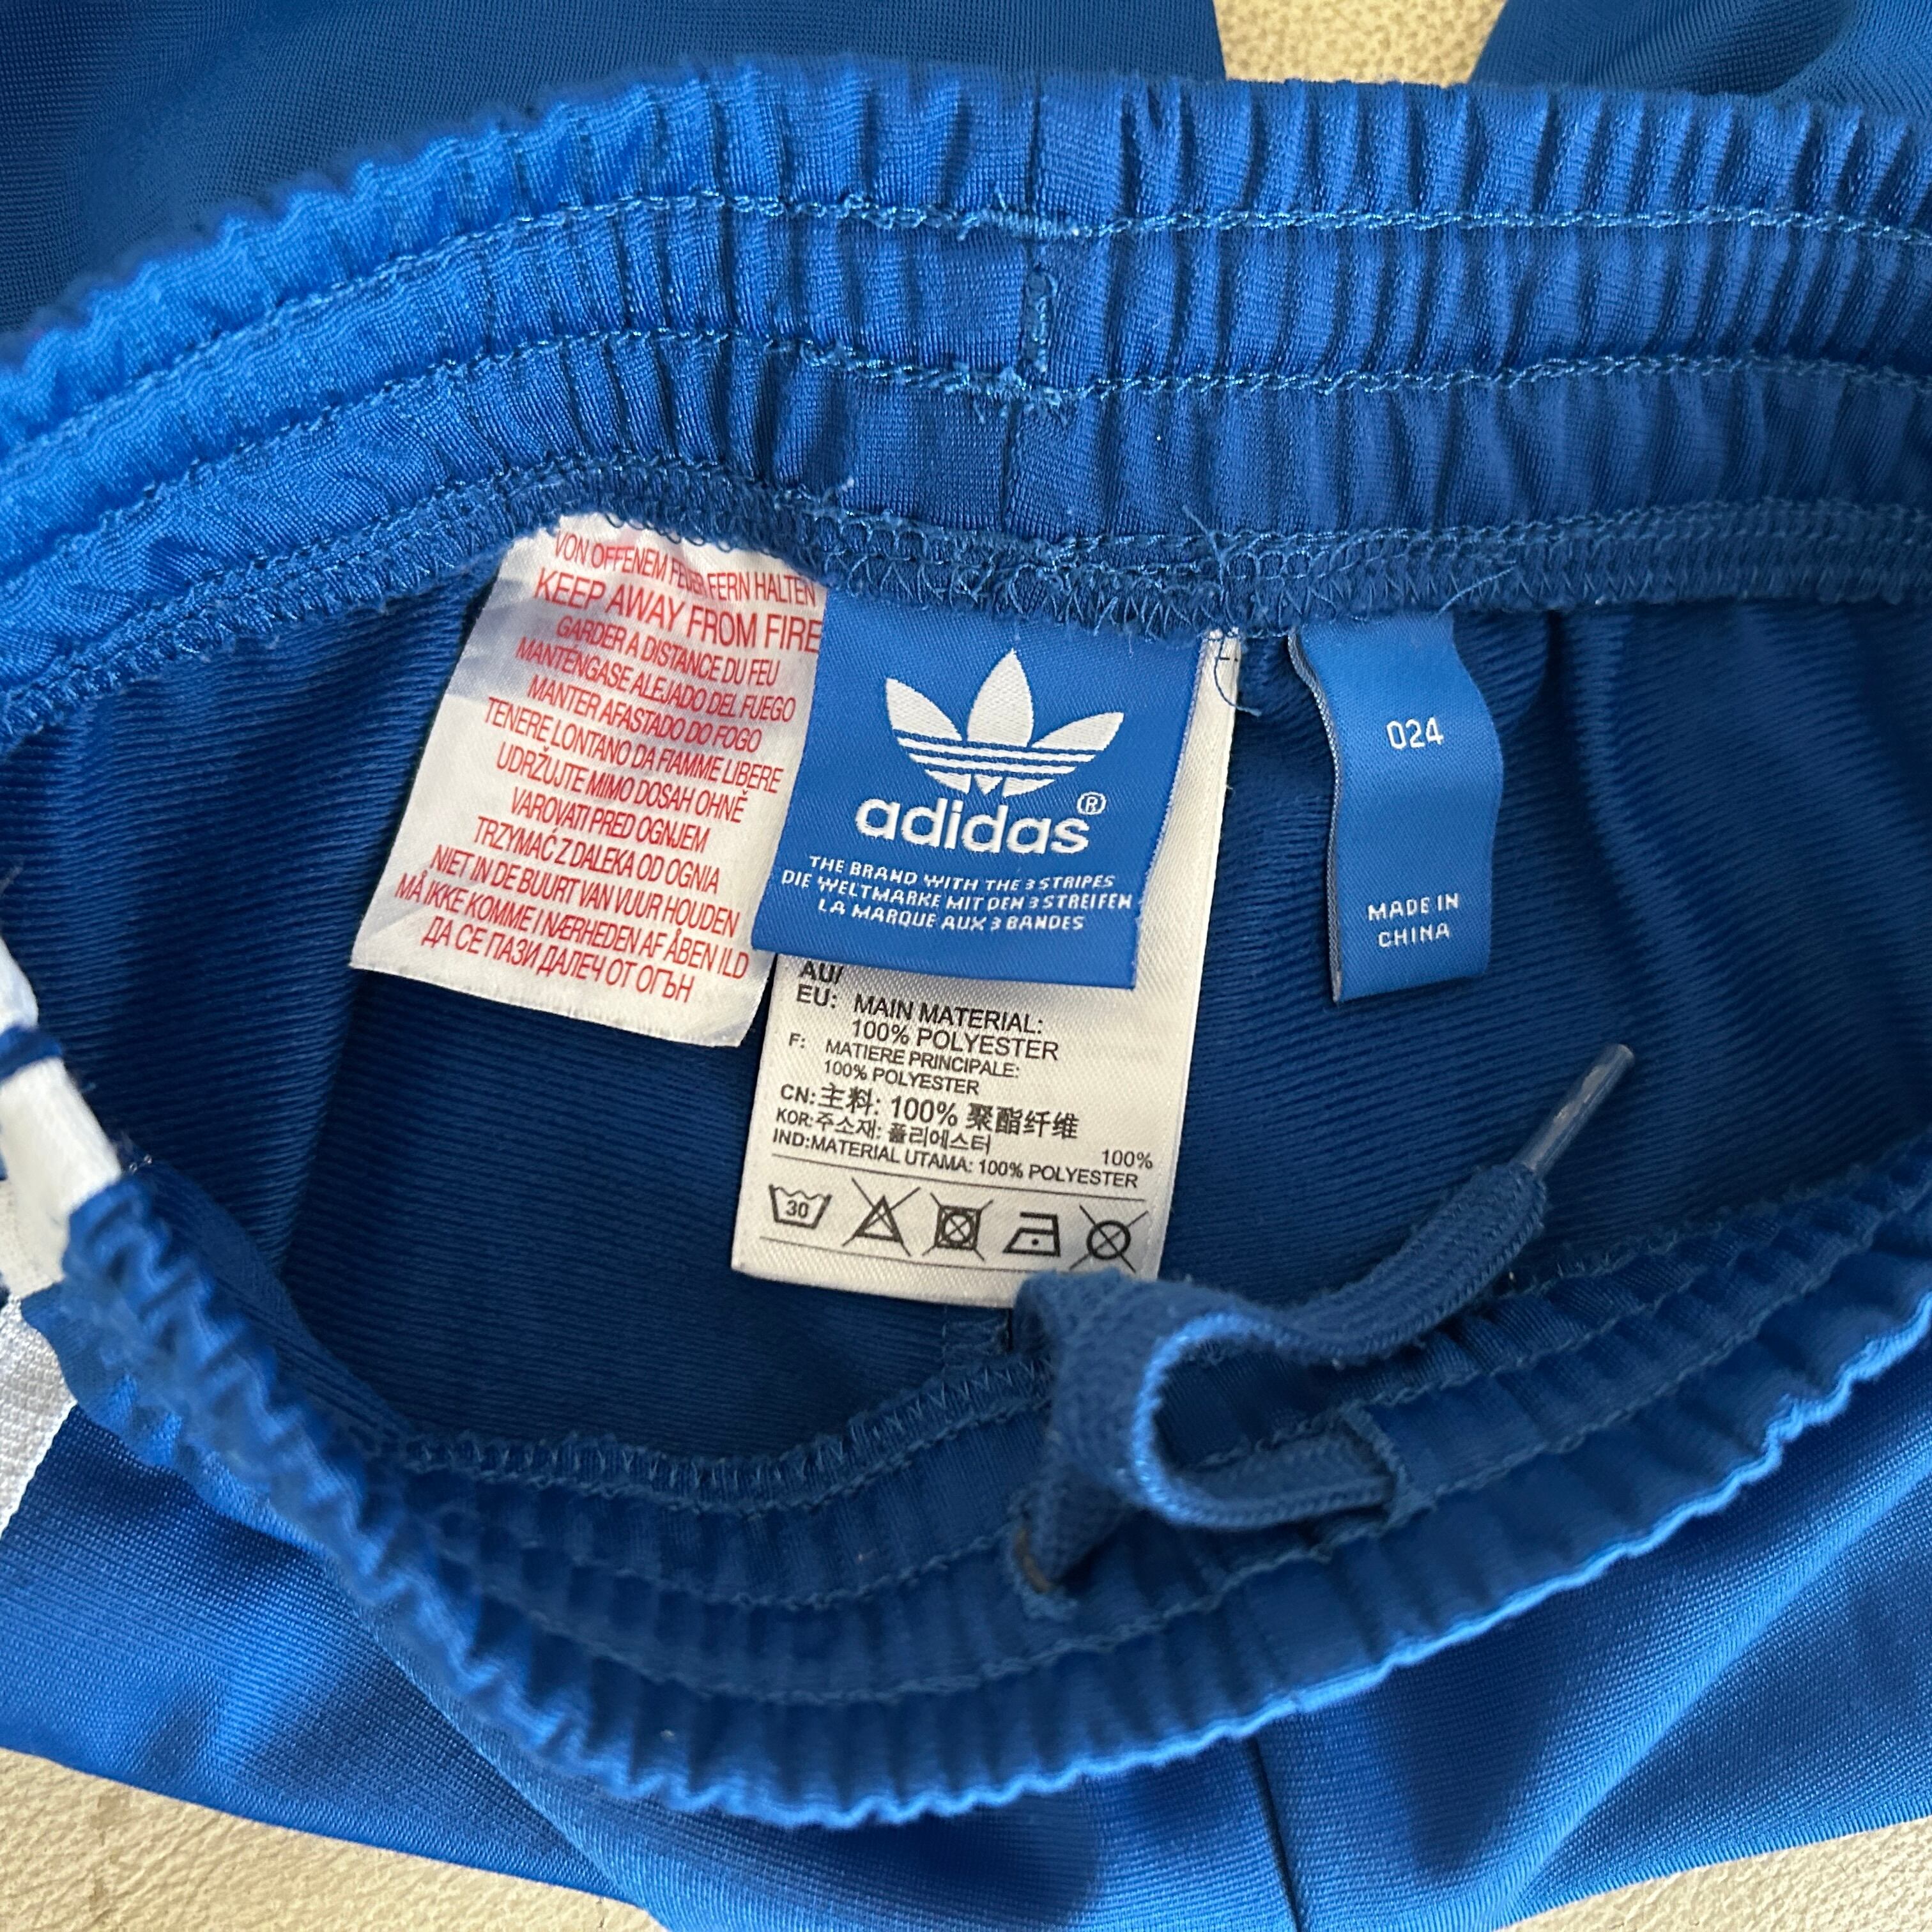 VON OFFENEM FEUER FERN HALTEN
KEEP AWAY FROM FIRE
GARDER A DISTANCE DU FEU
MANTÉNGASE ALEJADO DEL FUEGO
MANTER AFASTADO DO FOGO
TENERE LONTANO DA FIAMME LIBERE
UDRŽUJTE MIMO DOSAH OHNĚ
VAROVATI PRED OGNJEM
TRZYMAĆ Z DALEKA OD OGNIA
NIET IN DE BUURT VAN VUUR HOUDEN
MÅ IKKE KOMME I NÆRHEDEN AF ÅBEN ILD
ДА СЕ ПАЗИ ДАЛЕЧ ОТ ОГЬН
adidas®
THE BRAND WITH THE 3 STRIPES
DIE WELTMARKE MIT DEN 3 STREIFEN
LA MARQUE AUX 3 BANDES
AU/
EU: MAIN MATERIAL:
100% POLYESTER
F: MATIERE PRINCIPALE:
100% POLYESTER
CN: 主料: 100% 聚酯纤维
KOR: 주소재: 폴리에스터 100%
IND: MATERIAL UTAMA: 100% POLYESTER
30
024
MADE IN
CHINA